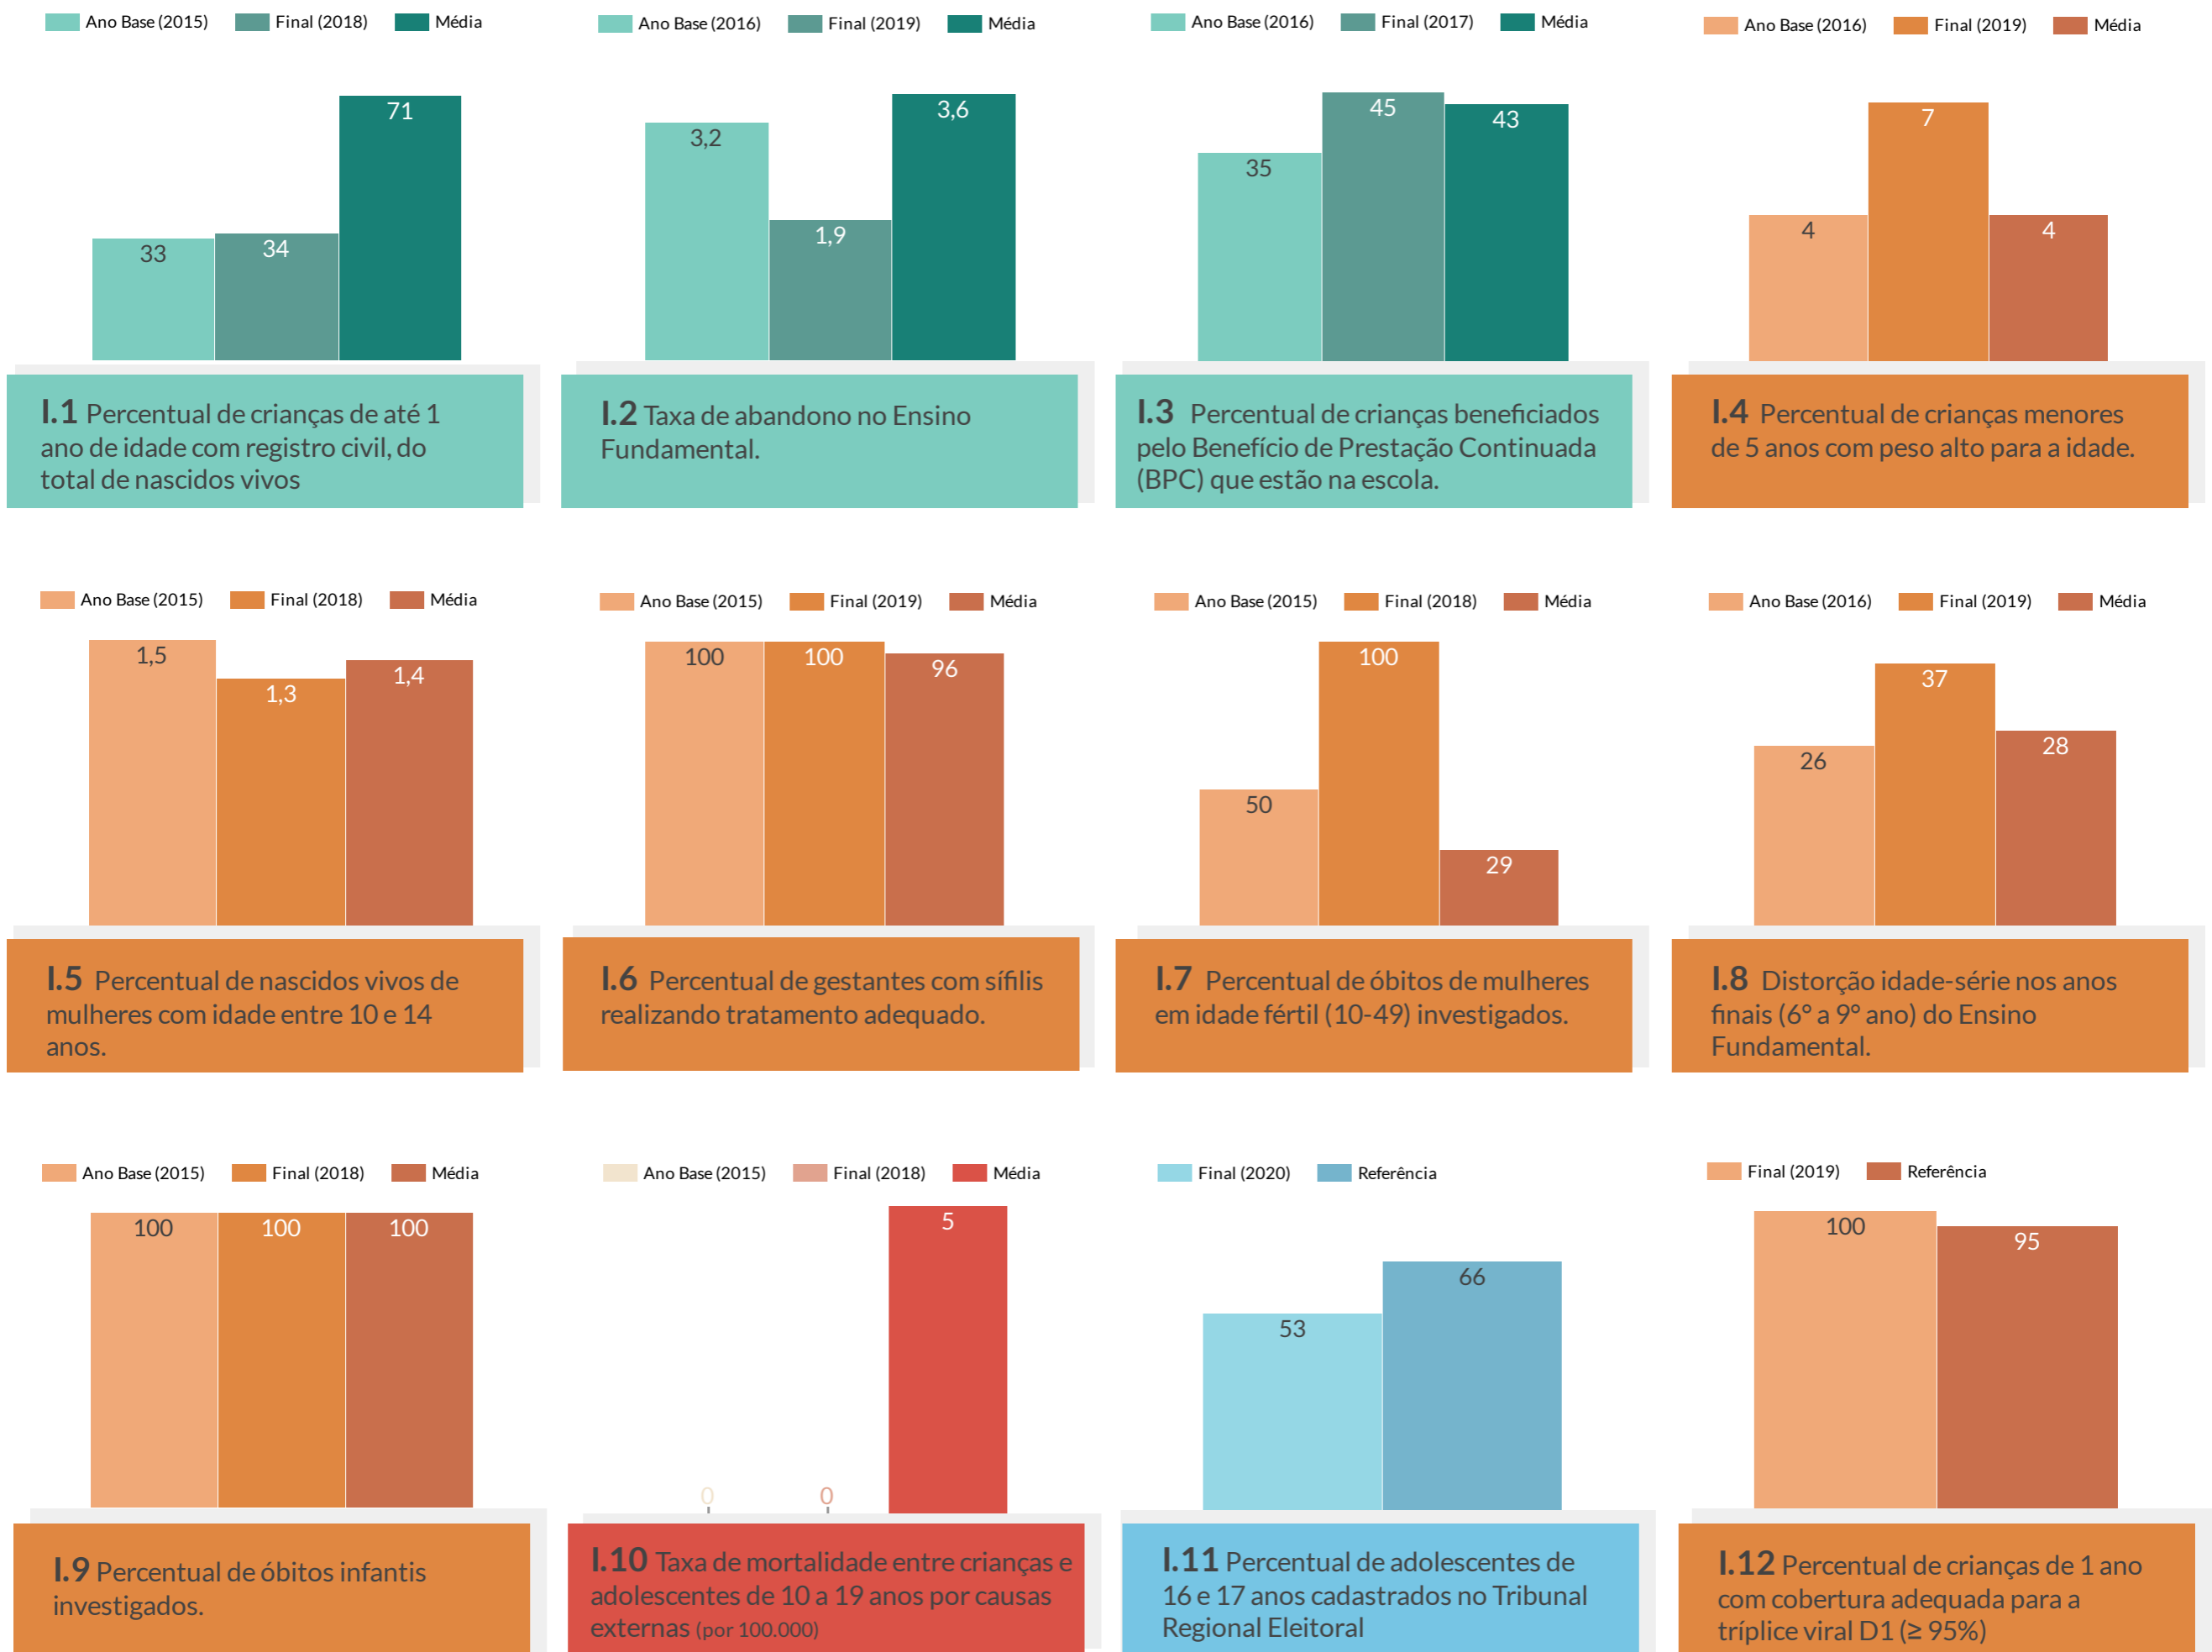 Ano Base (2015) Final (2018) Média
71
33
34
I.1 Percentual de crianças de até 1
ano de idade com registro civil, do
total de nascidos vivos
Ano Base (2016) Final (2019) Média
3,2
1,9
3,6
I.2 Taxa de abandono no Ensino
Fundamental.
Ano Base (2016) Final (2017) Média
35
45
43
I.3 Percentual de crianças beneficiados
pelo Benefício de Prestação Continuada
(BPC) que estão na escola.
Ano Base (2016) Final (2019) Média
4
7
4
I.4 Percentual de crianças menores
de 5 anos com peso alto para a idade.
Ano Base (2015) Final (2018) Média
1,5
1,3
1,4
I.5 Percentual de nascidos vivos de
mulheres com idade entre 10 e 14
anos.
Ano Base (2015) Final (2019) Média
100
100
96
I.6 Percentual de gestantes com sífilis
realizando tratamento adequado.
Ano Base (2015) Final (2018) Média
50
100
29
I.7 Percentual de óbitos de mulheres
em idade fértil (10-49) investigados.
Ano Base (2016) Final (2019) Média
26
37
28
I.8 Distorção idade-série nos anos
finais (6º a 9º ano) do Ensino
Fundamental.
Ano Base (2015) Final (2018) Média
100
100
100
I.9 Percentual de óbitos infantis
investigados.
Ano Base (2015) Final (2018) Média
0
0
5
I.10 Taxa de mortalidade entre crianças e
adolescentes de 10 a 19 anos por causas
externas (por 100.000)
Final (2020) Referência
53
66
I.11 Percentual de adolescentes de
16 e 17 anos cadastrados no Tribunal
Regional Eleitoral
Final (2019) Referência
100
95
I.12 Percentual de crianças de 1 ano
com cobertura adequada para a
tríplice viral D1 (≥ 95%)